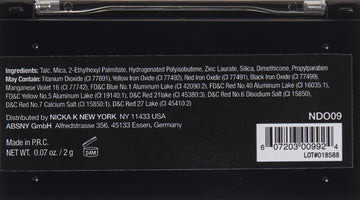 Ingredients: Talc, Mica, 2-Ethylhexyl Palmitate, Hydrogenated Polyisobutene, Zinc Laurate, Silica, Dimethicone, Propylparaben
May Contain: Titanium Dioxide (CI 77891), Yellow Iron Oxide (CI 77492), Red Iron Oxide (CI 77491), Black Iron Oxide (CI 77499),
Manganese Violet 16 (CI 77742), FD&C Blue No.1 Aluminum Lake (CI 42090:2), FD&C Red No.40 Aluminum Lake (CI 16035:1),
FD&C Yellow No.5 Aluminum Lake (CI 19140:1), D&C Red 21lake (CI 45380:3), D&C Red No.6 Disodium Salt (CI 15850),
D&C Red No.7 Calcium Salt (CI 15850:1), D&C Red 27 Lake (CI 45410:2)
Distributed by NICKA K NEW YORK NY 11433 USA
ABSNY GmbH Alfredstrasse 356, 45133 Essen, Germany
Made in P.R.C.
NET WT. 0.07 oz. / 2 g
24M
NDO09
6 07203 00992 4
LOT#018588